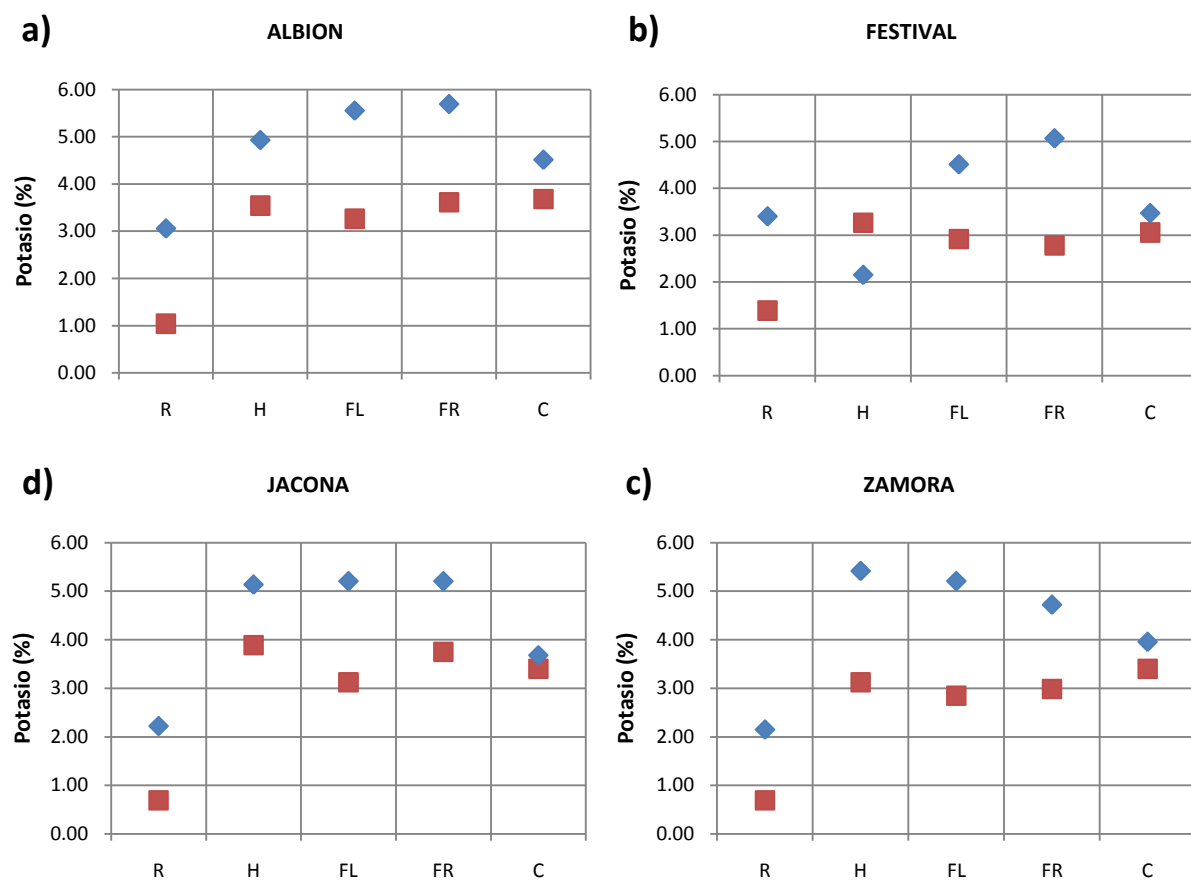 a)
ALBION
Potasio (%)
6.00
5.00
4.00
3.00
2.00
1.00
0.00
R H FL FR C
b)
FESTIVAL
Potasio (%)
6.00
5.00
4.00
3.00
2.00
1.00
0.00
R H FL FR C
d)
JACONA
Potasio (%)
6.00
5.00
4.00
3.00
2.00
1.00
0.00
R H FL FR C
c)
ZAMORA
Potasio (%)
6.00
5.00
4.00
3.00
2.00
1.00
0.00
R H FL FR C